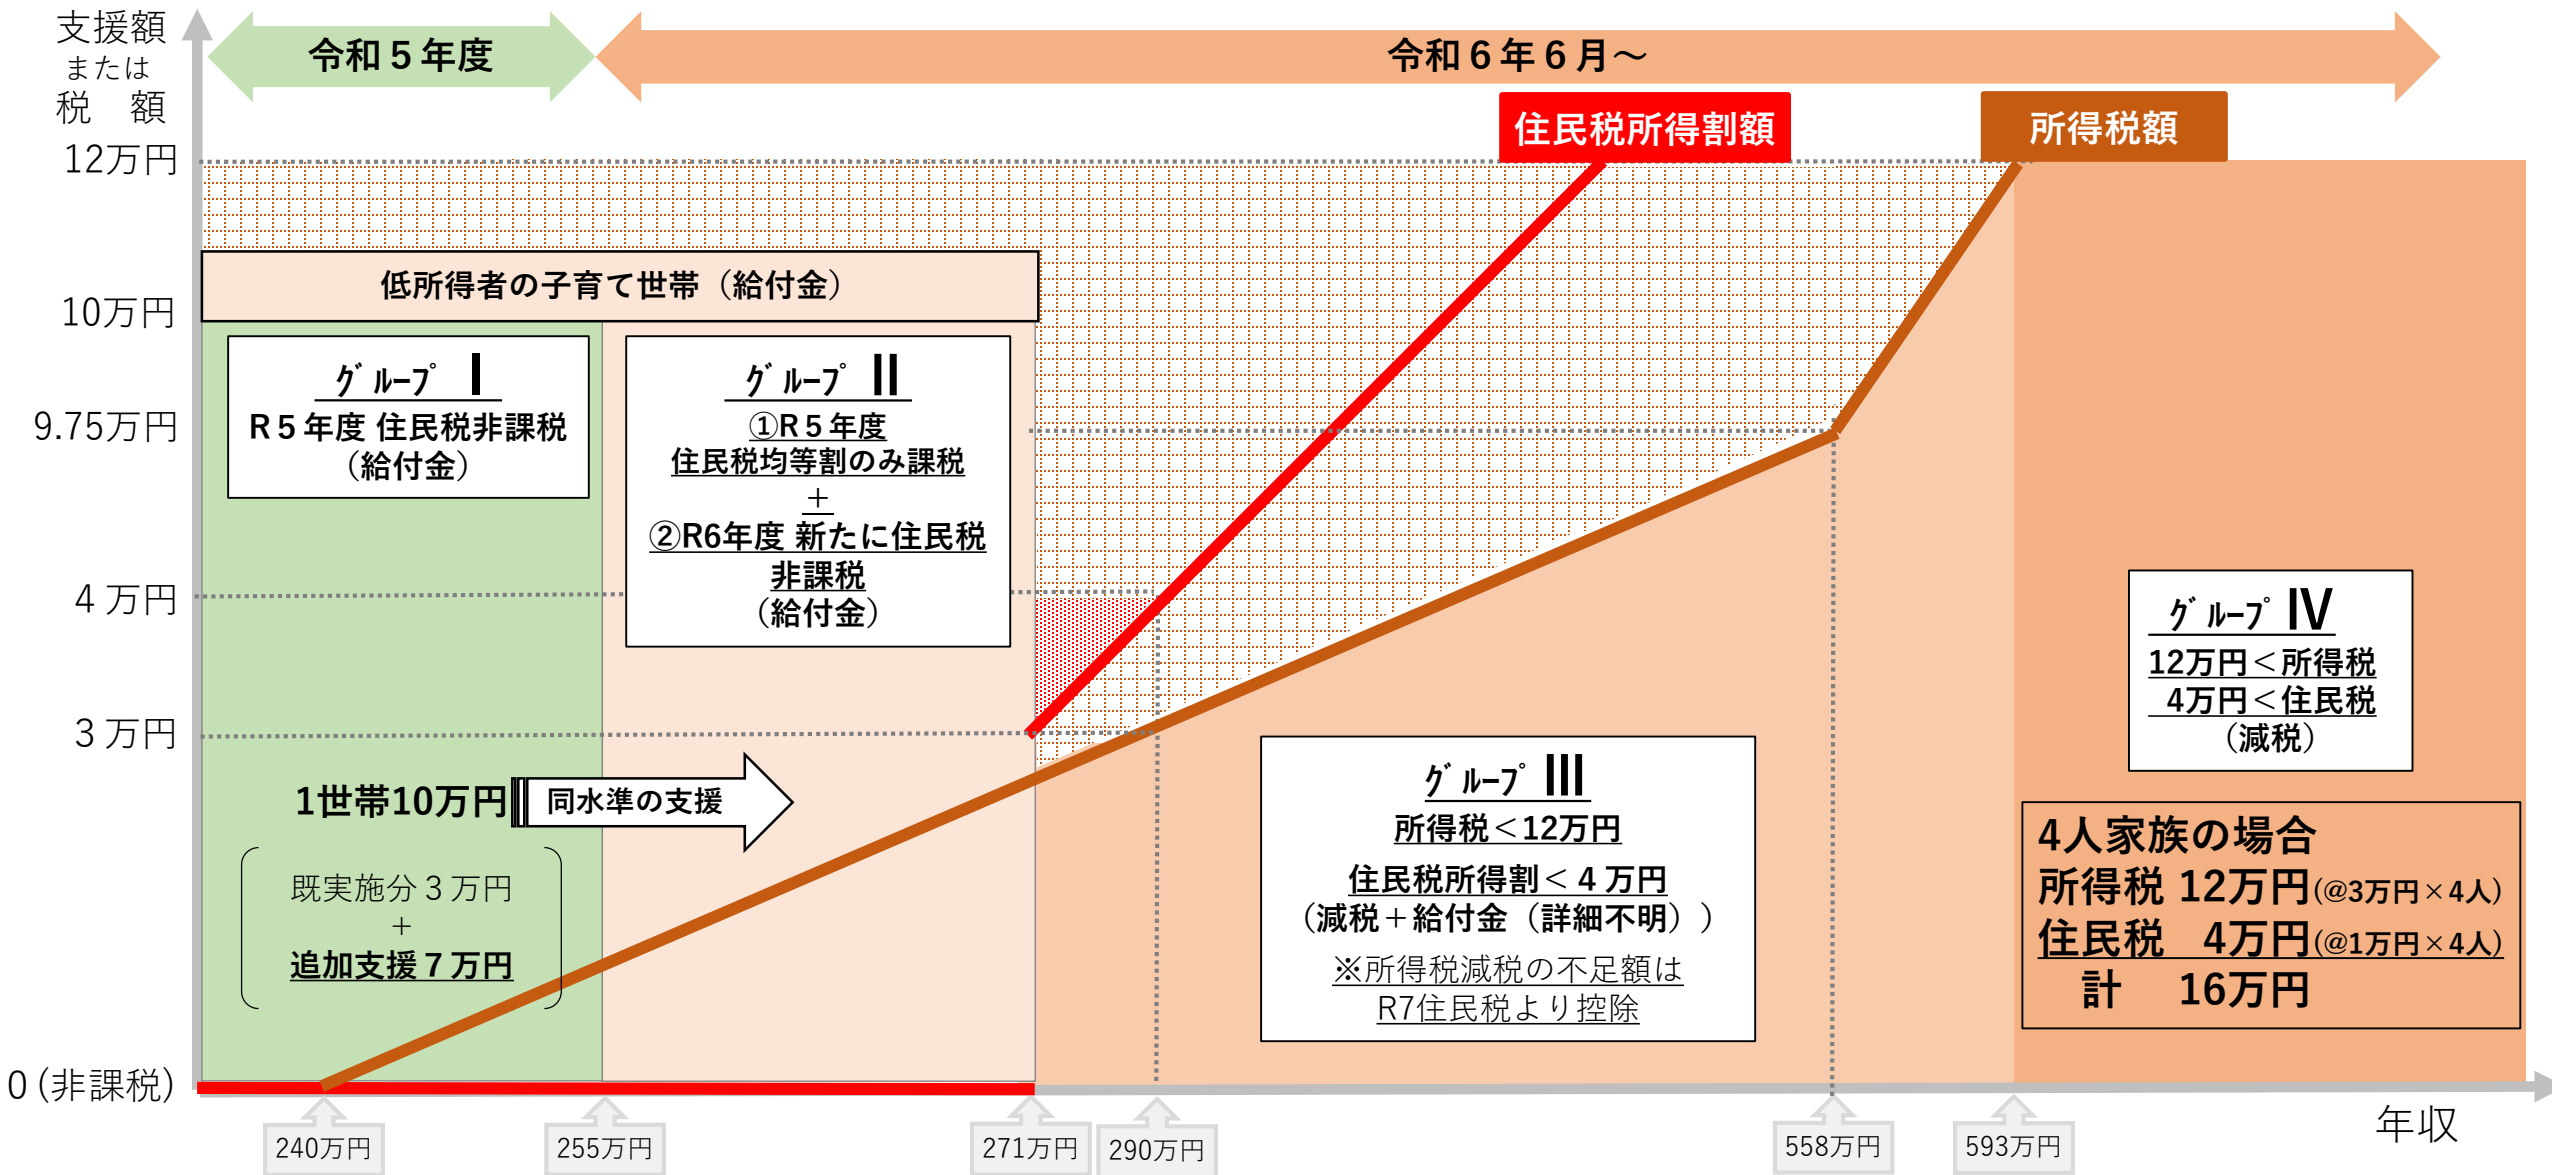 支援額
または
税　額
令和５年度
令和６年６月～
住民税所得割額
所得税額
12万円
10万円
9.75万円
４万円
３万円
0 (非課税)
低所得者の子育て世帯（給付金）
ｸﾞﾙｰﾌﾟ Ⅰ
R５年度 住民税非課税
（給付金）
ｸﾞﾙｰﾌﾟ Ⅱ
①R５年度
住民税均等割のみ課税
＋
②R6年度 新たに住民税
非課税
（給付金）
1世帯10万円
同水準の支援
既実施分３万円
＋
追加支援７万円
ｸﾞﾙｰﾌﾟ Ⅲ
所得税＜12万円
住民税所得割＜４万円
（減税＋給付金（詳細不明））
※所得税減税の不足額は
R7住民税より控除
ｸﾞﾙｰﾌﾟ Ⅳ
12万円＜所得税
4万円＜住民税
（減税）
4人家族の場合
所得税 12万円(@3万円×4人)
住民税　4万円(@1万円×4人)
計　16万円
240万円
255万円
271万円
290万円
558万円
593万円
年収